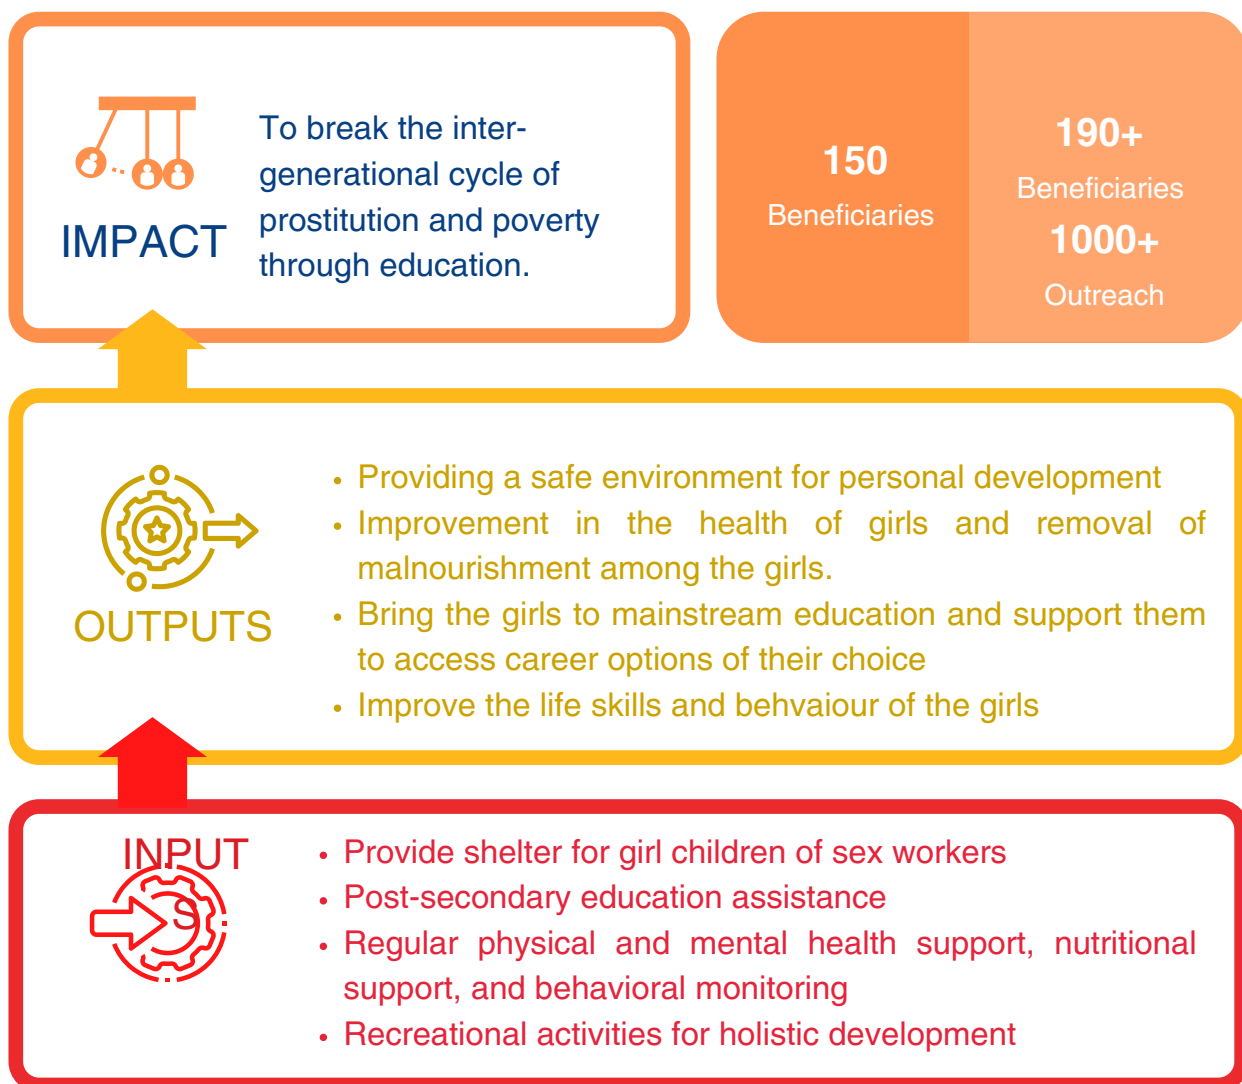 IMPACT
To break the inter-
generational cycle of
prostitution and poverty
through education.
150
Beneficiaries
190+
Beneficiaries
1000+
Outreach
OUTPUTS
• Providing a safe environment for personal development
• Improvement in the health of girls and removal of
malnourishment among the girls.
• Bring the girls to mainstream education and support them
to access career options of their choice
• Improve the life skills and behvaiour of the girls
INPUT
S
• Provide shelter for girl children of sex workers
• Post-secondary education assistance
• Regular physical and mental health support, nutritional
support, and behavioral monitoring
• Recreational activities for holistic development